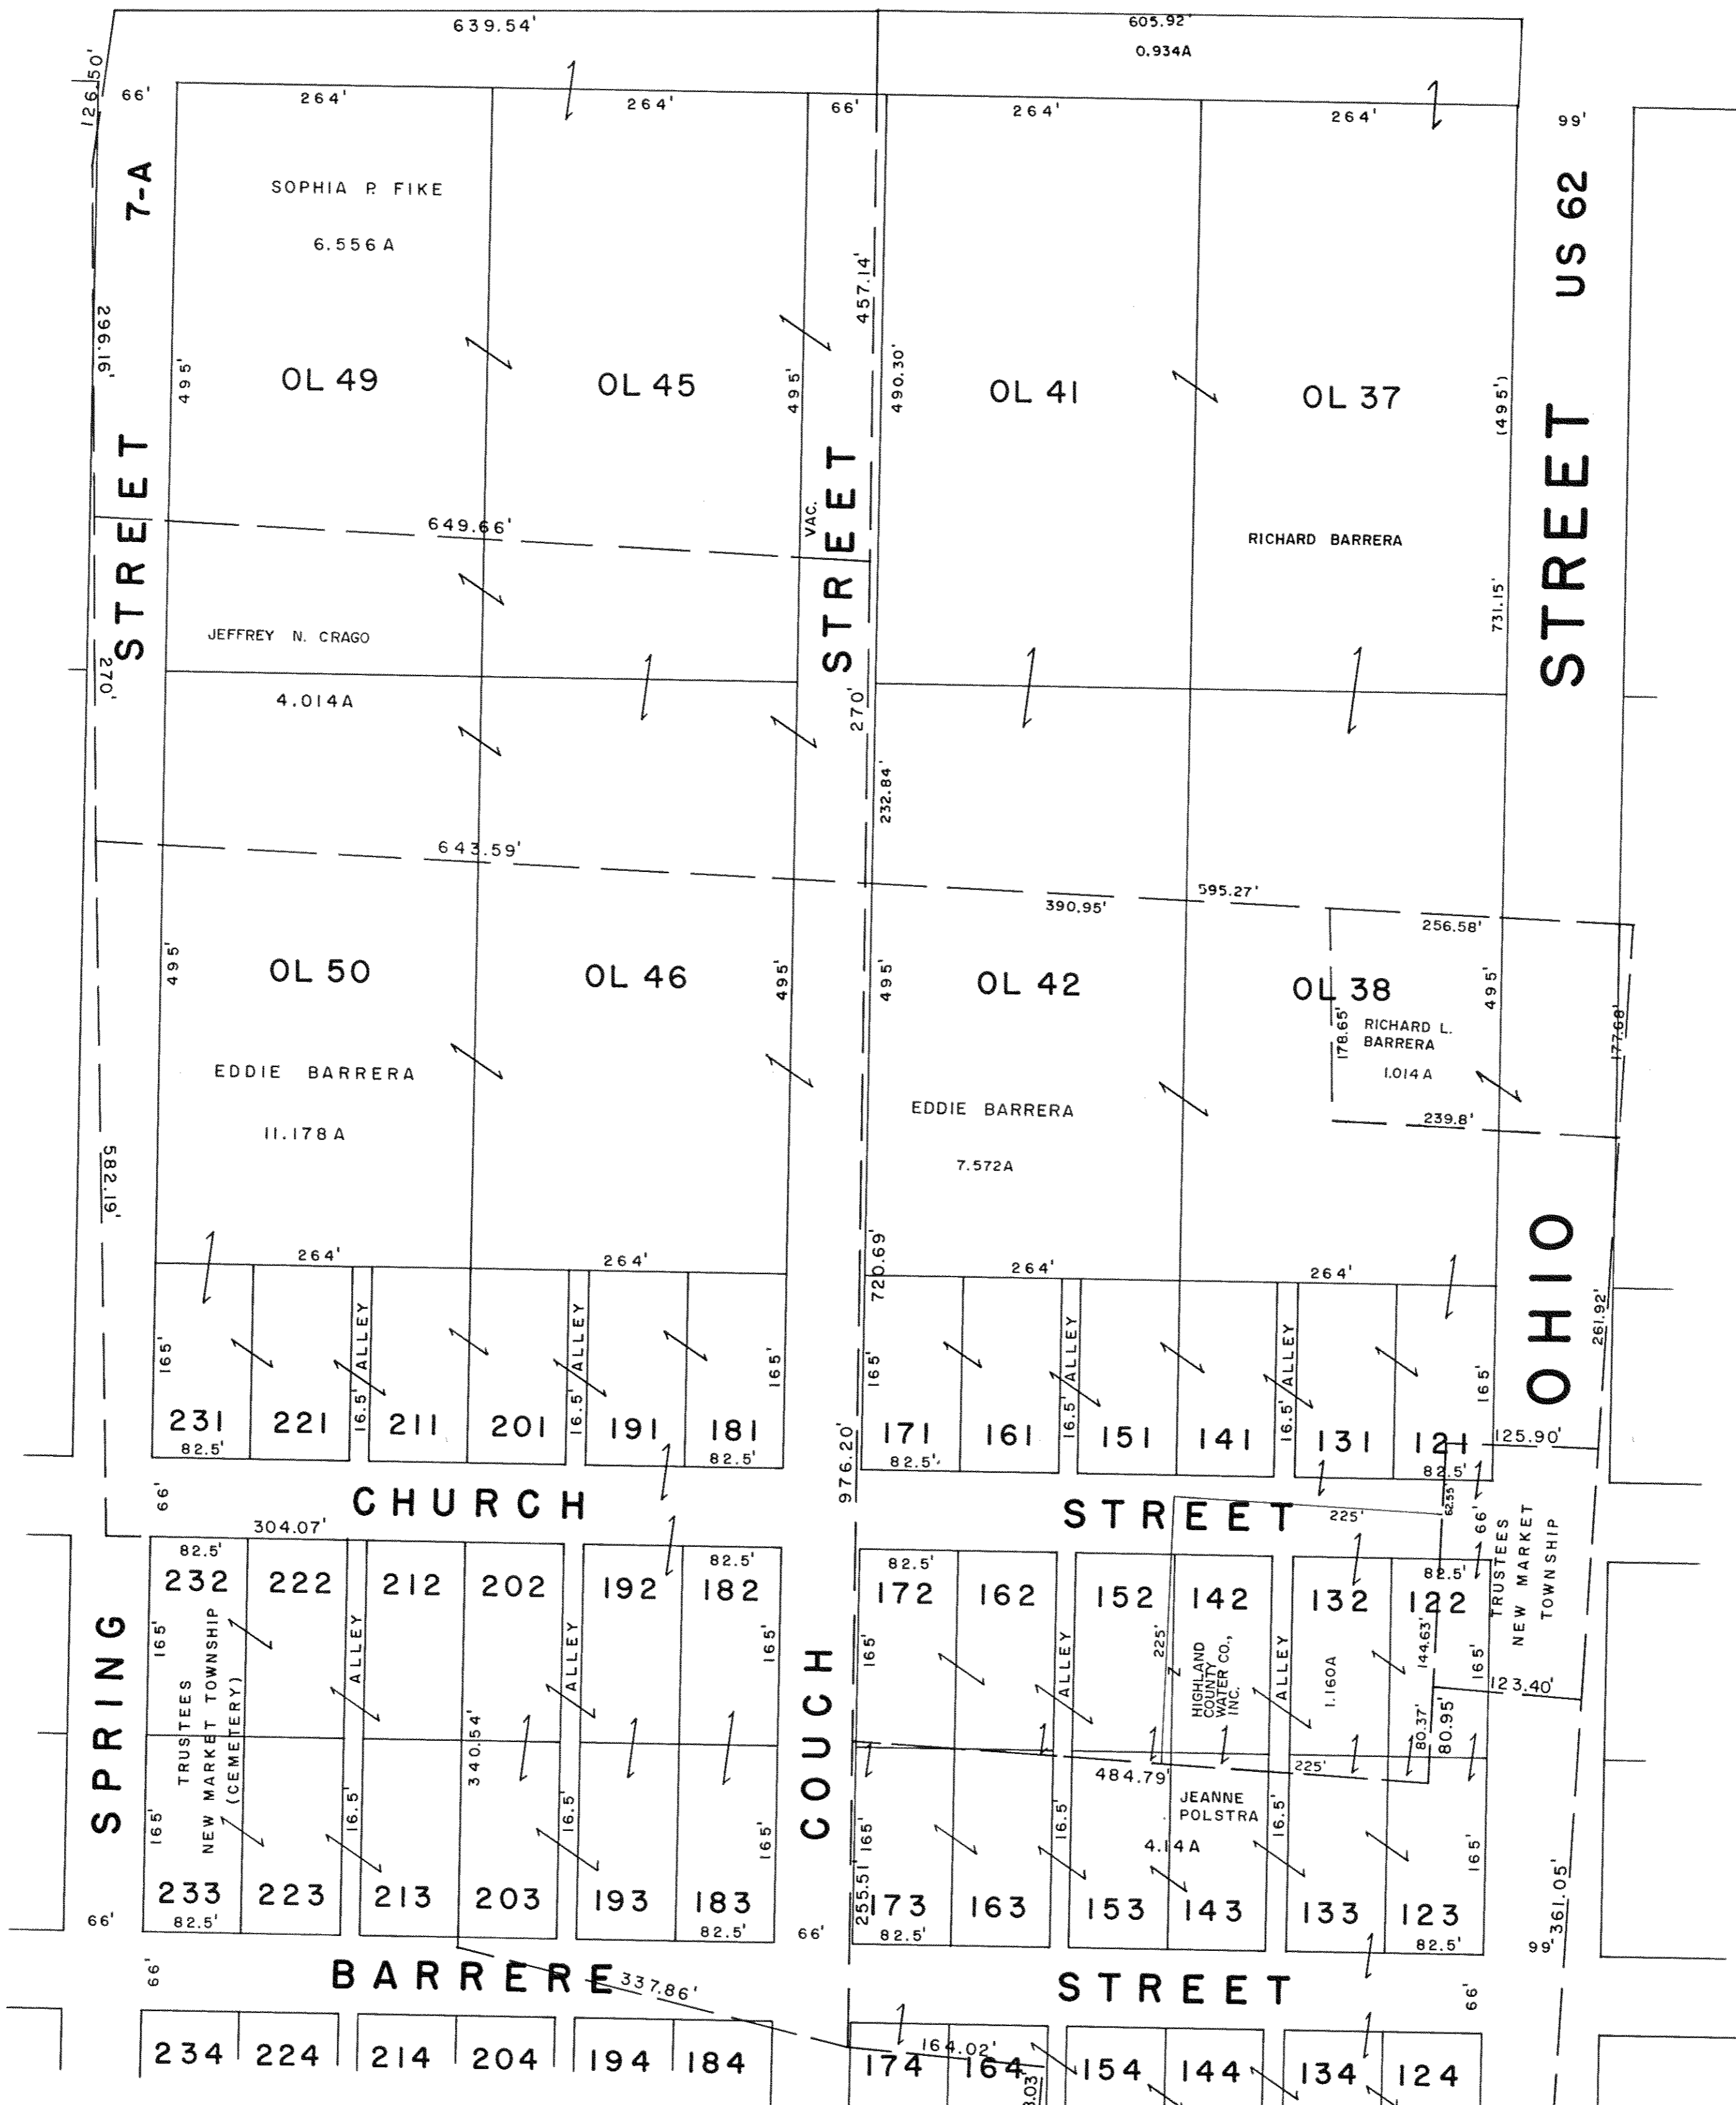 639.54'
605.92'
0.934A
126.50'
66'
264'
264'
66'
264'
264'
99'
7-A
SOPHIA P. FIKE
6.556 A
US 62
296.16'
457.14'
495'
OL 49
OL 45
495'
490.30'
OL 41
OL 37
(495')
STREET
STREET
STREET
VAC.
649.66'
RICHARD BARRERA
731.15'
JEFFREY N. CRAGO
270'
4.014A
270'
232.84'
643.59'
595.27'
390.95'
256.58'
495'
OL 50
OL 46
495'
495'
OL 42
OL 38
495'
178.65'
RICHARD L.
BARRERA
1.014 A
177.68'
EDDIE BARRERA
11.178 A
EDDIE BARRERA
7.572A
239.8'
582.19'
720.69'
OHIO
264'
264'
264'
264'
261.92'
165'
16.5' ALLEY
16.5' ALLEY
165'
165'
16.5' ALLEY
16.5' ALLEY
165'
231
221
211
201
191
181
171
161
151
141
131
121
82.5'
82.5'
82.5'
82.5'
125.90'
976.20'
66'
CHURCH
STREET
225'
62.55'
66'
304.07'
82.5'
82.5'
82.5'
82.5'
TRUSTEES
NEW MARKET
TOWNSHIP
232
222
212
202
192
182
172
162
152
142
132
122
165'
TRUSTEES
NEW MARKET TOWNSHIP
(CEMETERY)
ALLEY
ALLEY
165'
165'
ALLEY
225'
HIGHLAND
COUNTY
WATER CO.,
INC.
ALLEY
1.160A
144.63'
165'
123.40'
SPRING
COUCH
340.54'
80.37'
80.95'
484.79'
225'
JEANNE
POLSTRA
4.14 A
165'
16.5'
16.5'
165'
165'
16.5'
16.5'
165'
255.51'
361.05'
233
223
213
203
193
183
173
163
153
143
133
123
66'
82.5'
82.5'
66'
82.5'
82.5'
99'
66'
BARRERE
337.86'
STREET
66'
164.02'
234
224
214
204
194
184
174
164
154
144
134
124